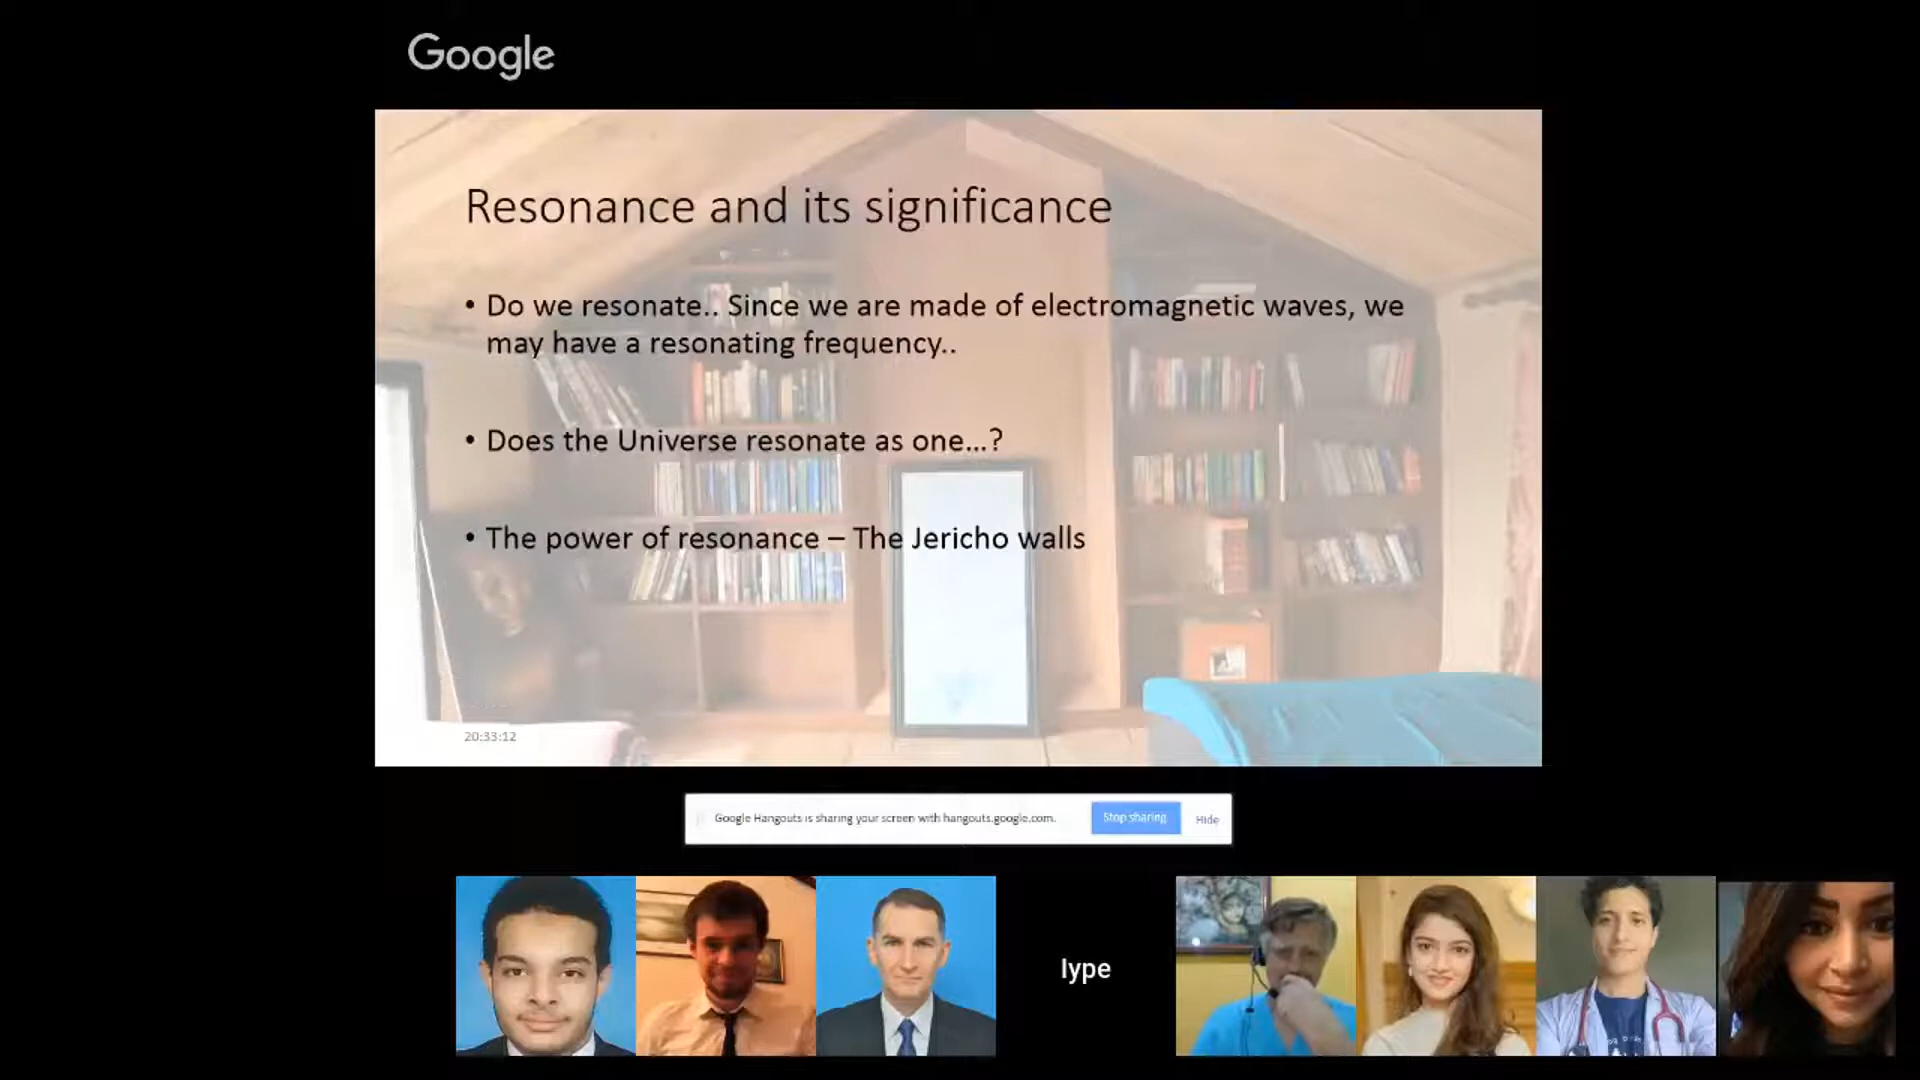 Google
Resonance and its significance
• Do we resonate.. Since we are made of electromagnetic waves, we
may have a resonating frequency..
• Does the Universe resonate as one...?
• The power of resonance – The Jericho walls
20:33:12
Google Hangouts is sharing your screen with hangouts.google.com.
Stop sharing
Hide
Iype